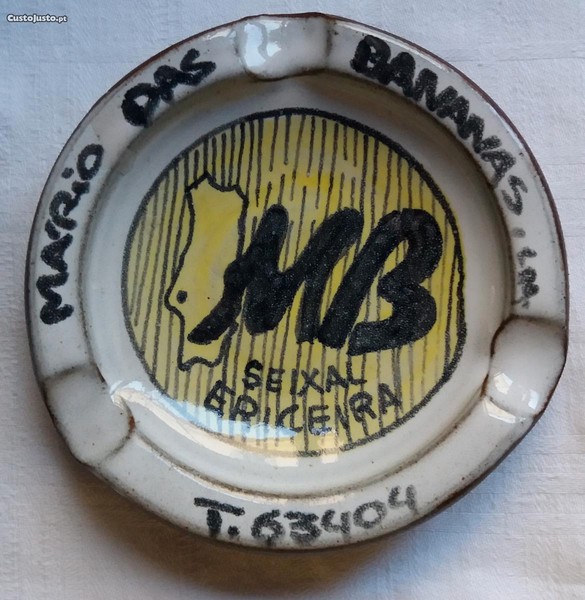 CustoJusto.pt
MARIO DAS BANANAS, LDA
MB
SEIXAL
ERICEIRA
T. 63404